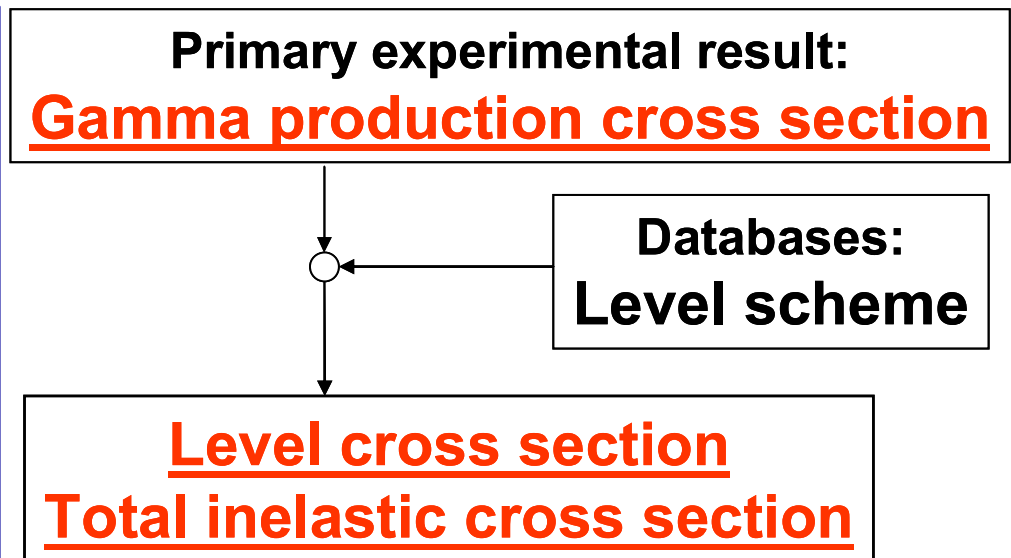 Primary experimental result:
Gamma production cross section
Databases:
Level scheme
Level cross section
Total inelastic cross section